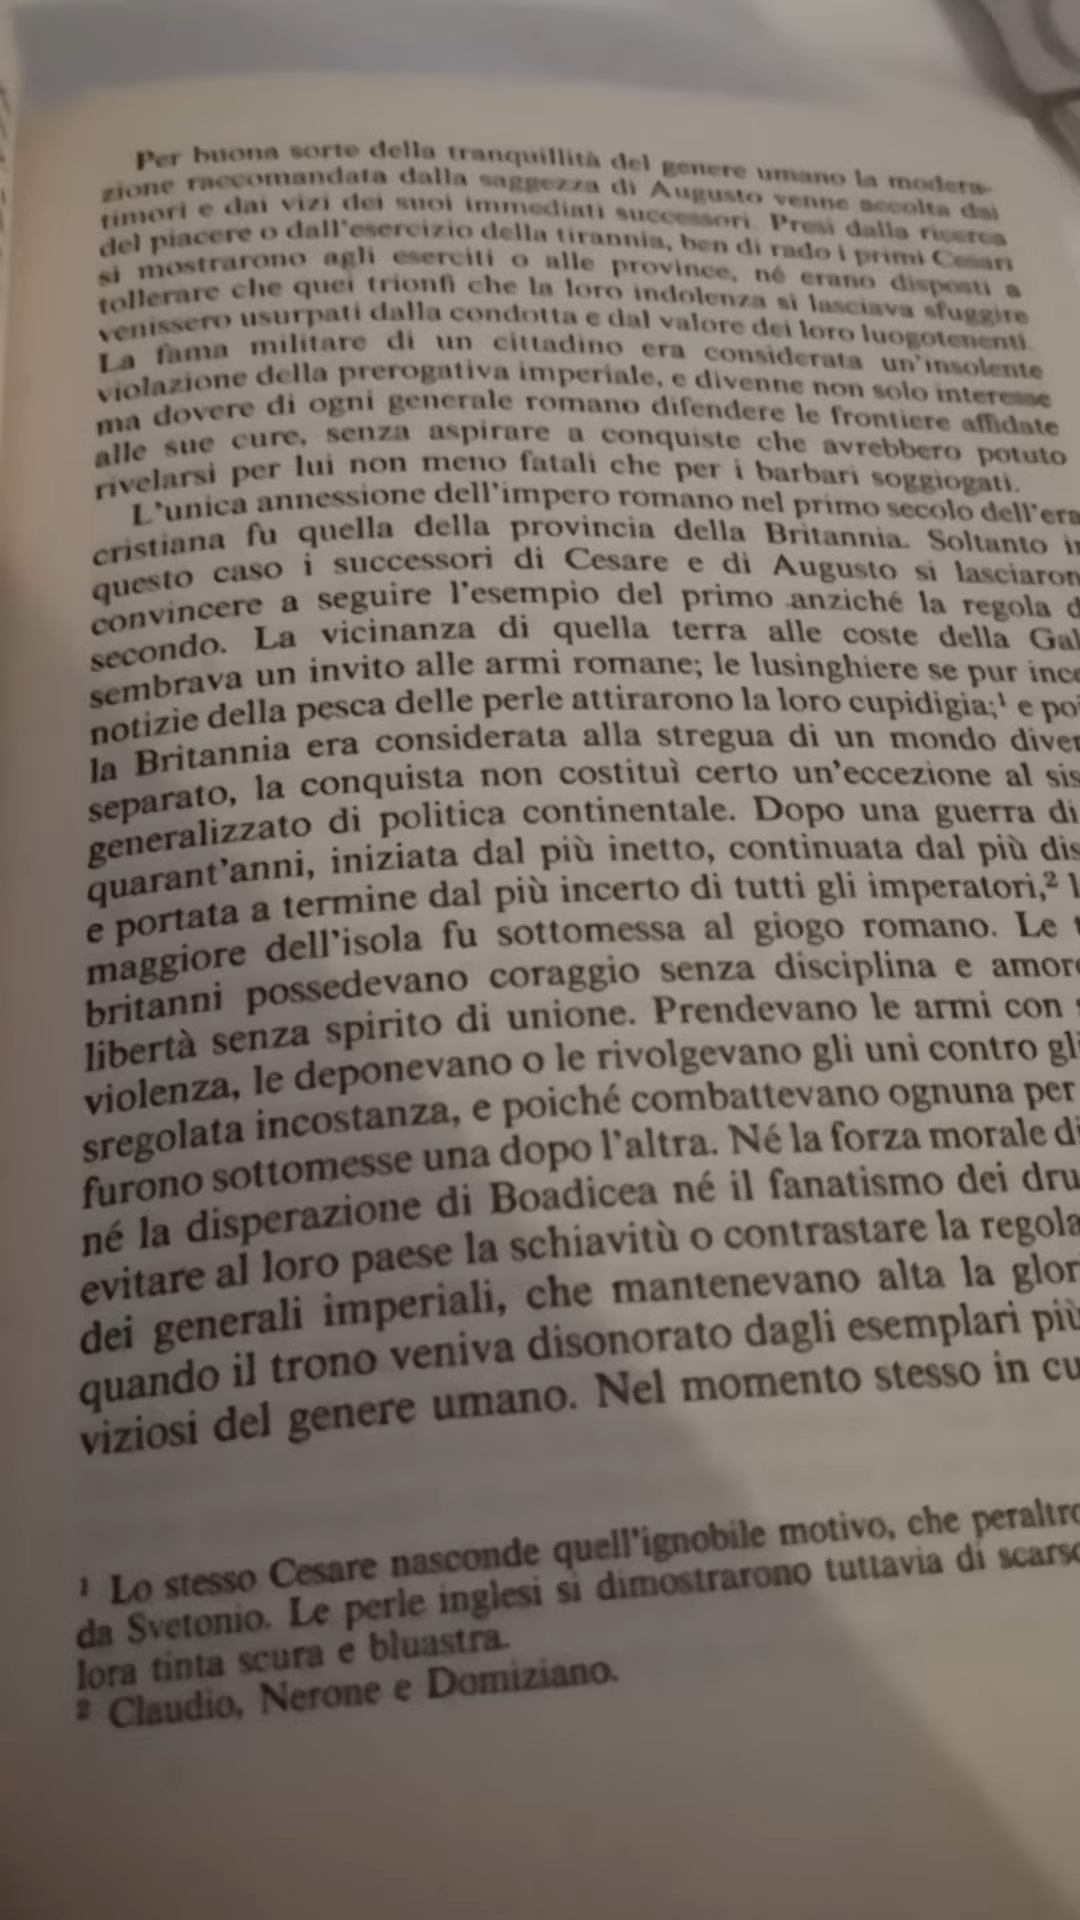 Per buona sorte della tranquillità del genere umano la modera-
zione raccomandata dalla saggezza di Augusto venne accolta dai
timori e dai vizi dei suoi immediati successori. Presi dalla ricerca
del piacere o dall'esercizio della tirannia, ben di rado i primi Cesari
si mostrarono agli eserciti o alle province, né erano disposti a
tollerare che quei trionfi che la loro indolenza si lasciava sfuggire
venissero usurpati dalla condotta e dal valore dei loro luogotenenti.
La fama militare di un cittadino era considerata un'insolente
violazione della prerogativa imperiale, e divenne non solo interesse
ma dovere di ogni generale romano difendere le frontiere affidate
alle sue cure, senza aspirare a conquiste che avrebbero potuto
rivelarsi per lui non meno fatali che per i barbari soggiogati.
L'unica annessione dell'impero romano nel primo secolo dell'era
cristiana fu quella della provincia della Britannia. Soltanto in
questo caso i successori di Cesare e di Augusto si lasciaron
convincere a seguire l'esempio del primo anziché la regola d
secondo. La vicinanza di quella terra alle coste della Gal
sembrava un invito alle armi romane; le lusinghiere se pur ince
notizie della pesca delle perle attirarono la loro cupidigia;¹ e poi
la Britannia era considerata alla stregua di un mondo diver
separato, la conquista non costituì certo un'eccezione al sis
generalizzato di politica continentale. Dopo una guerra di
quarant'anni, iniziata dal più inetto, continuata dal più dis
e portata a termine dal più incerto di tutti gli imperatori,² l
maggiore dell'isola fu sottomessa al giogo romano. Le t
britanni possedevano coraggio senza disciplina e amore
libertà senza spirito di unione. Prendevano le armi con
violenza, le deponevano o le rivolgevano gli uni contro gli
sregolata incostanza, e poiché combattevano ognuna per
furono sottomesse una dopo l'altra. Né la forza morale di
né la disperazione di Boadicea né il fanatismo dei dru
evitare al loro paese la schiavitù o contrastare la regola
dei generali imperiali, che mantenevano alta la glor
quando il trono veniva disonorato dagli esemplari più
viziosi del genere umano. Nel momento stesso in cu
¹ Lo stesso Cesare nasconde quell'ignobile motivo, che peraltro
da Svetonio. Le perle inglesi si dimostrarono tuttavia di scarso
lora tinta scura e bluastra.
² Claudio, Nerone e Domiziano.